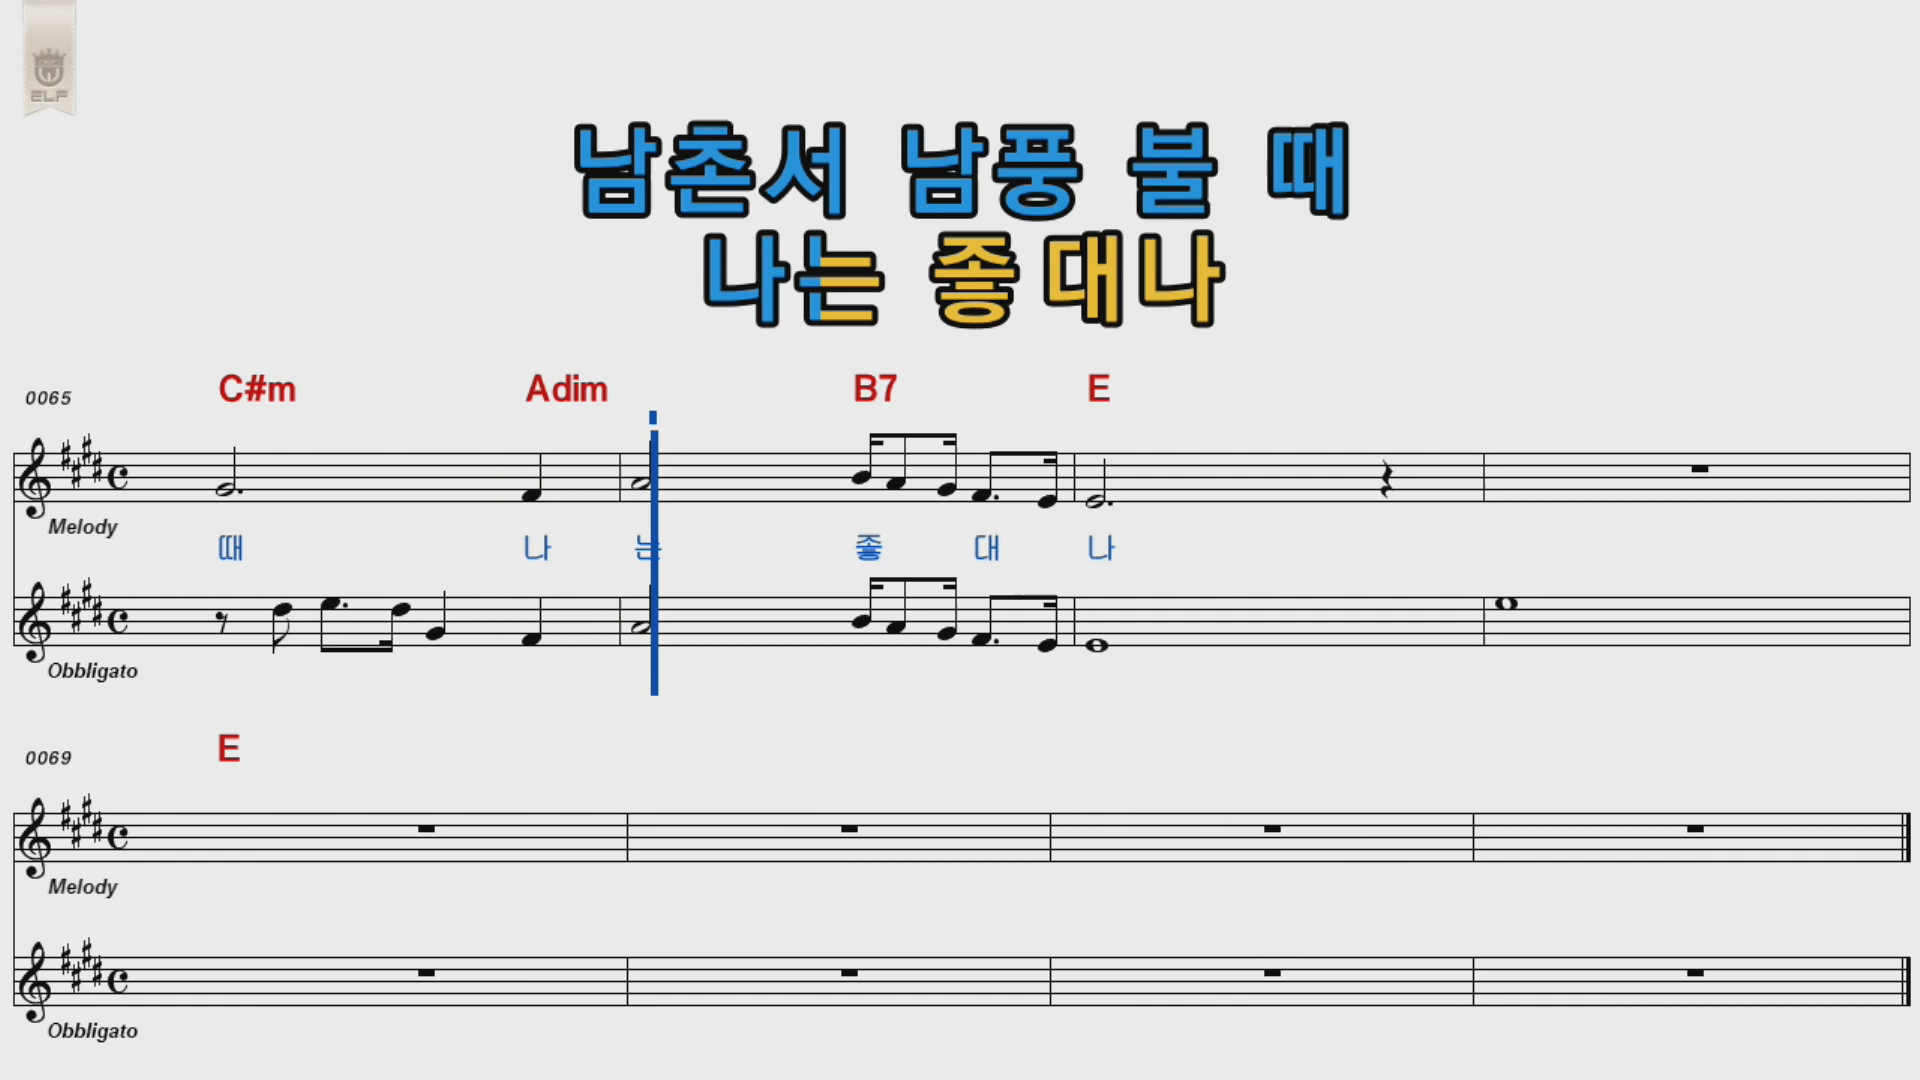 ELF
남촌서 남풍 불 때
나는 좋대나
0065 C#m Adim B7 E
Melody
때 나 는 좋 대 나
Obbligato
0069 E
Melody
Obbligato